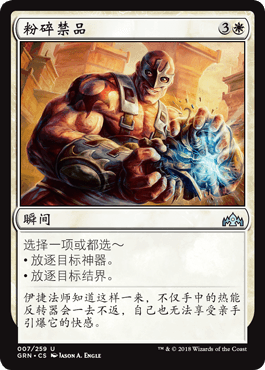 粉碎禁品 3
瞬间
选择一项或都选～
• 放逐目标神器。
• 放逐目标结界。
伊捷法师知道这样一来，不仅手中的热能
反转器会一去不返，自己也无法享受亲手
引爆它的快感。
007/259 U
GRN • CS JASON A. ENGLE
™ & © 2018 Wizards of the Coast